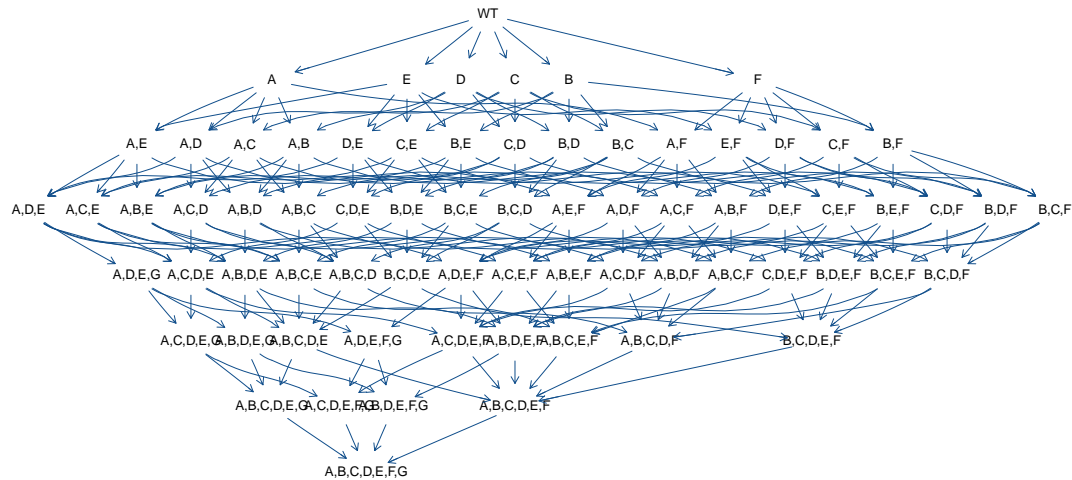 WT
A E D C B F
A,E A,D A,C A,B D,E C,E B,E C,D B,D B,C A,F E,F D,F C,F B,F
A,D,E A,C,E A,B,E A,C,D A,B,D A,B,C C,D,E B,D,E B,C,E B,C,D A,E,F A,D,F A,C,F A,B,F D,E,F C,E,F B,E,F C,D,F B,D,F B,C,F
A,D,E,G A,C,D,E A,B,D,E A,B,C,E A,B,C,D B,C,D,E A,D,E,F A,C,E,F A,B,E,F A,C,D,F A,B,D,F A,B,C,F C,D,E,F B,D,E,F B,C,E,F B,C,D,F
A,C,D,E,G A,B,D,E,G A,B,C,D,E A,D,E,F,G A,C,D,E,F A,B,D,E,F A,B,C,E,F A,B,C,D,F B,C,D,E,F
A,B,C,D,E,G A,C,D,E,F,G A,B,D,E,F,G A,B,C,D,E,F
A,B,C,D,E,F,G